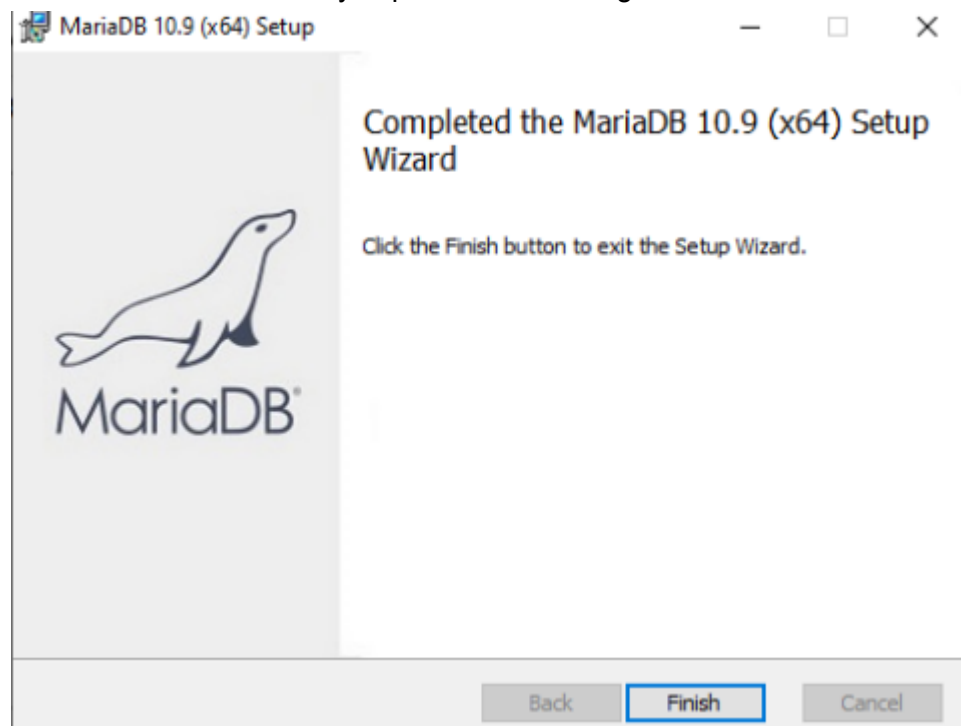 MariaDB 10.9 (x64) Setup
Completed the MariaDB 10.9 (x64) Setup
Wizard
Click the Finish button to exit the Setup Wizard.
MariaDB®
Back
Finish
Cancel